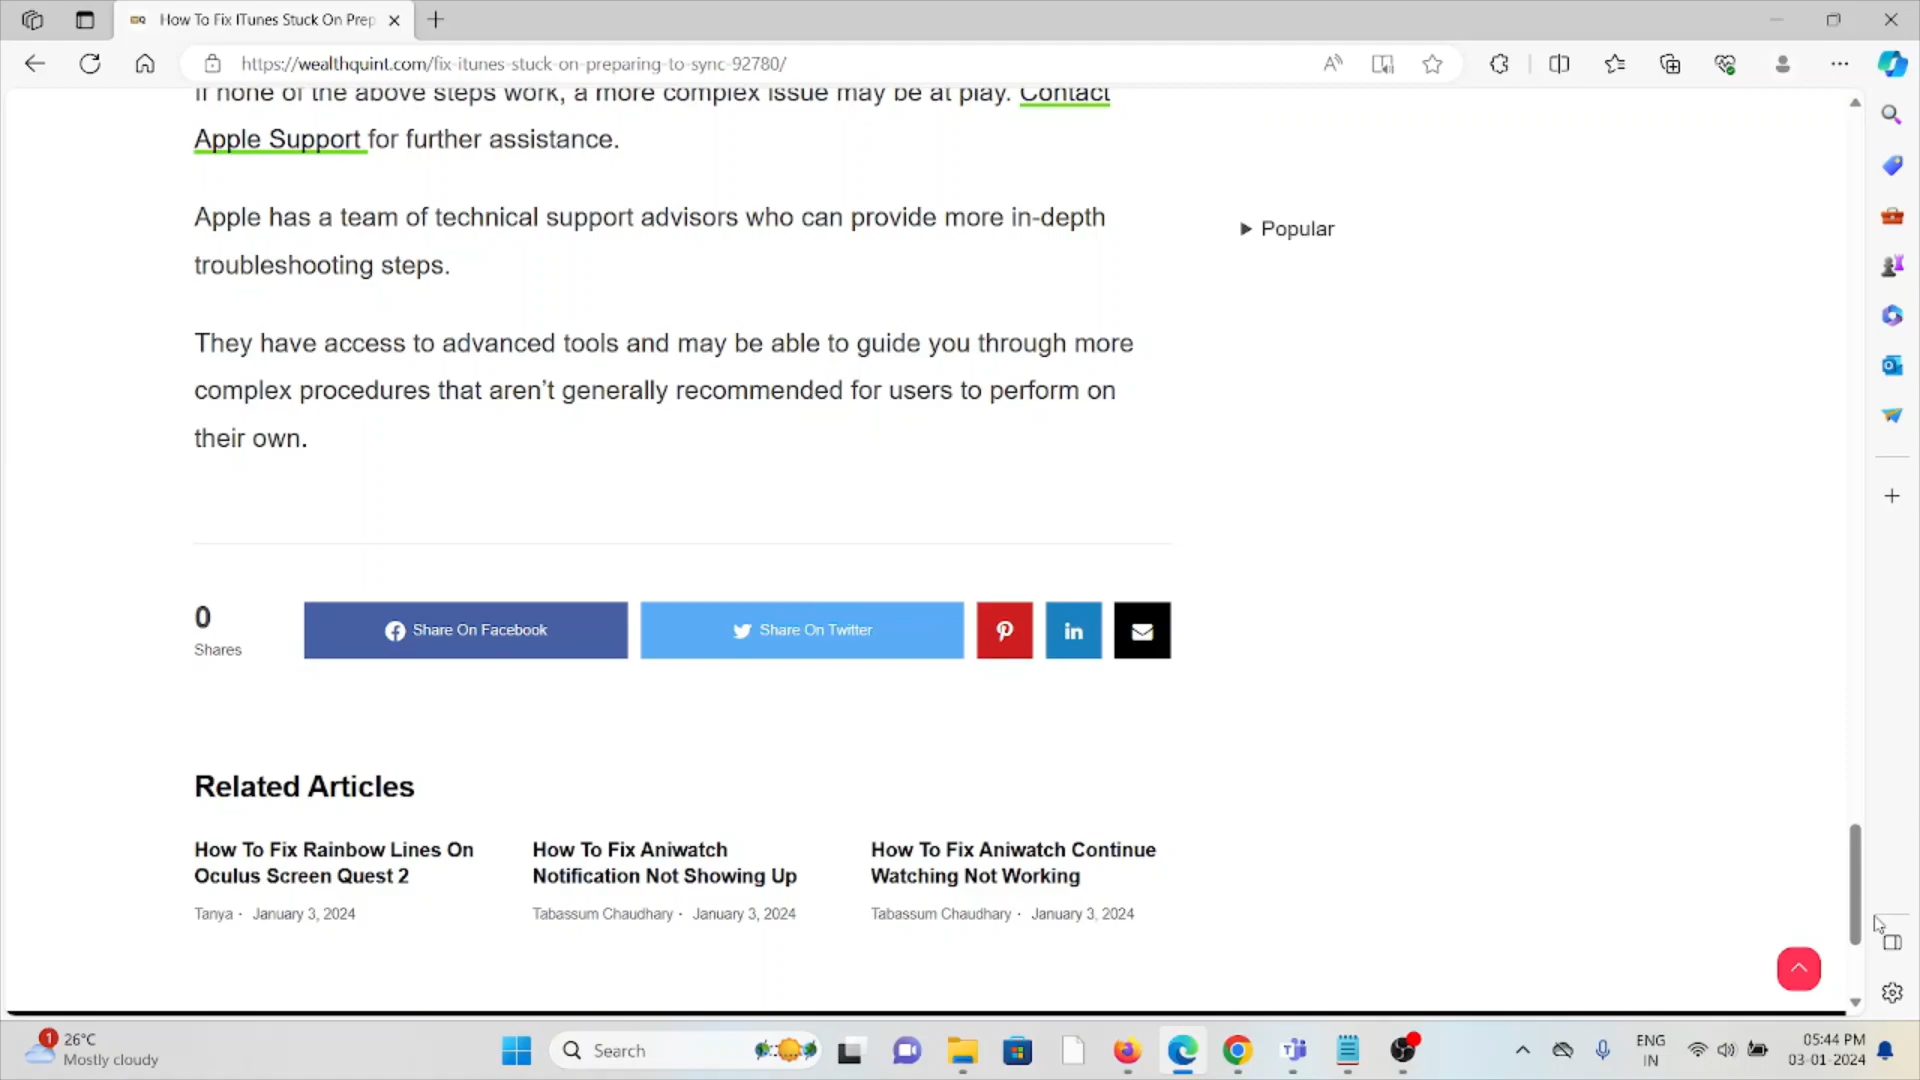 How To Fix ITunes Stuck On Prep
https://wealthquint.com/fix-itunes-stuck-on-preparing-to-sync-92780/
If none of the above steps work, a more complex issue may be at play. Contact
Apple Support for further assistance.
Apple has a team of technical support advisors who can provide more in-depth
troubleshooting steps.
They have access to advanced tools and may be able to guide you through more
complex procedures that aren’t generally recommended for users to perform on
their own.
Popular
0
Shares
Share On Facebook
Share On Twitter
Related Articles
How To Fix Rainbow Lines On
Oculus Screen Quest 2
Tanya · January 3, 2024
How To Fix Aniwatch
Notification Not Showing Up
Tabassum Chaudhary · January 3, 2024
How To Fix Aniwatch Continue
Watching Not Working
Tabassum Chaudhary · January 3, 2024
1
26°C
Mostly cloudy
Search
ENG
IN
05:44 PM
03-01-2024